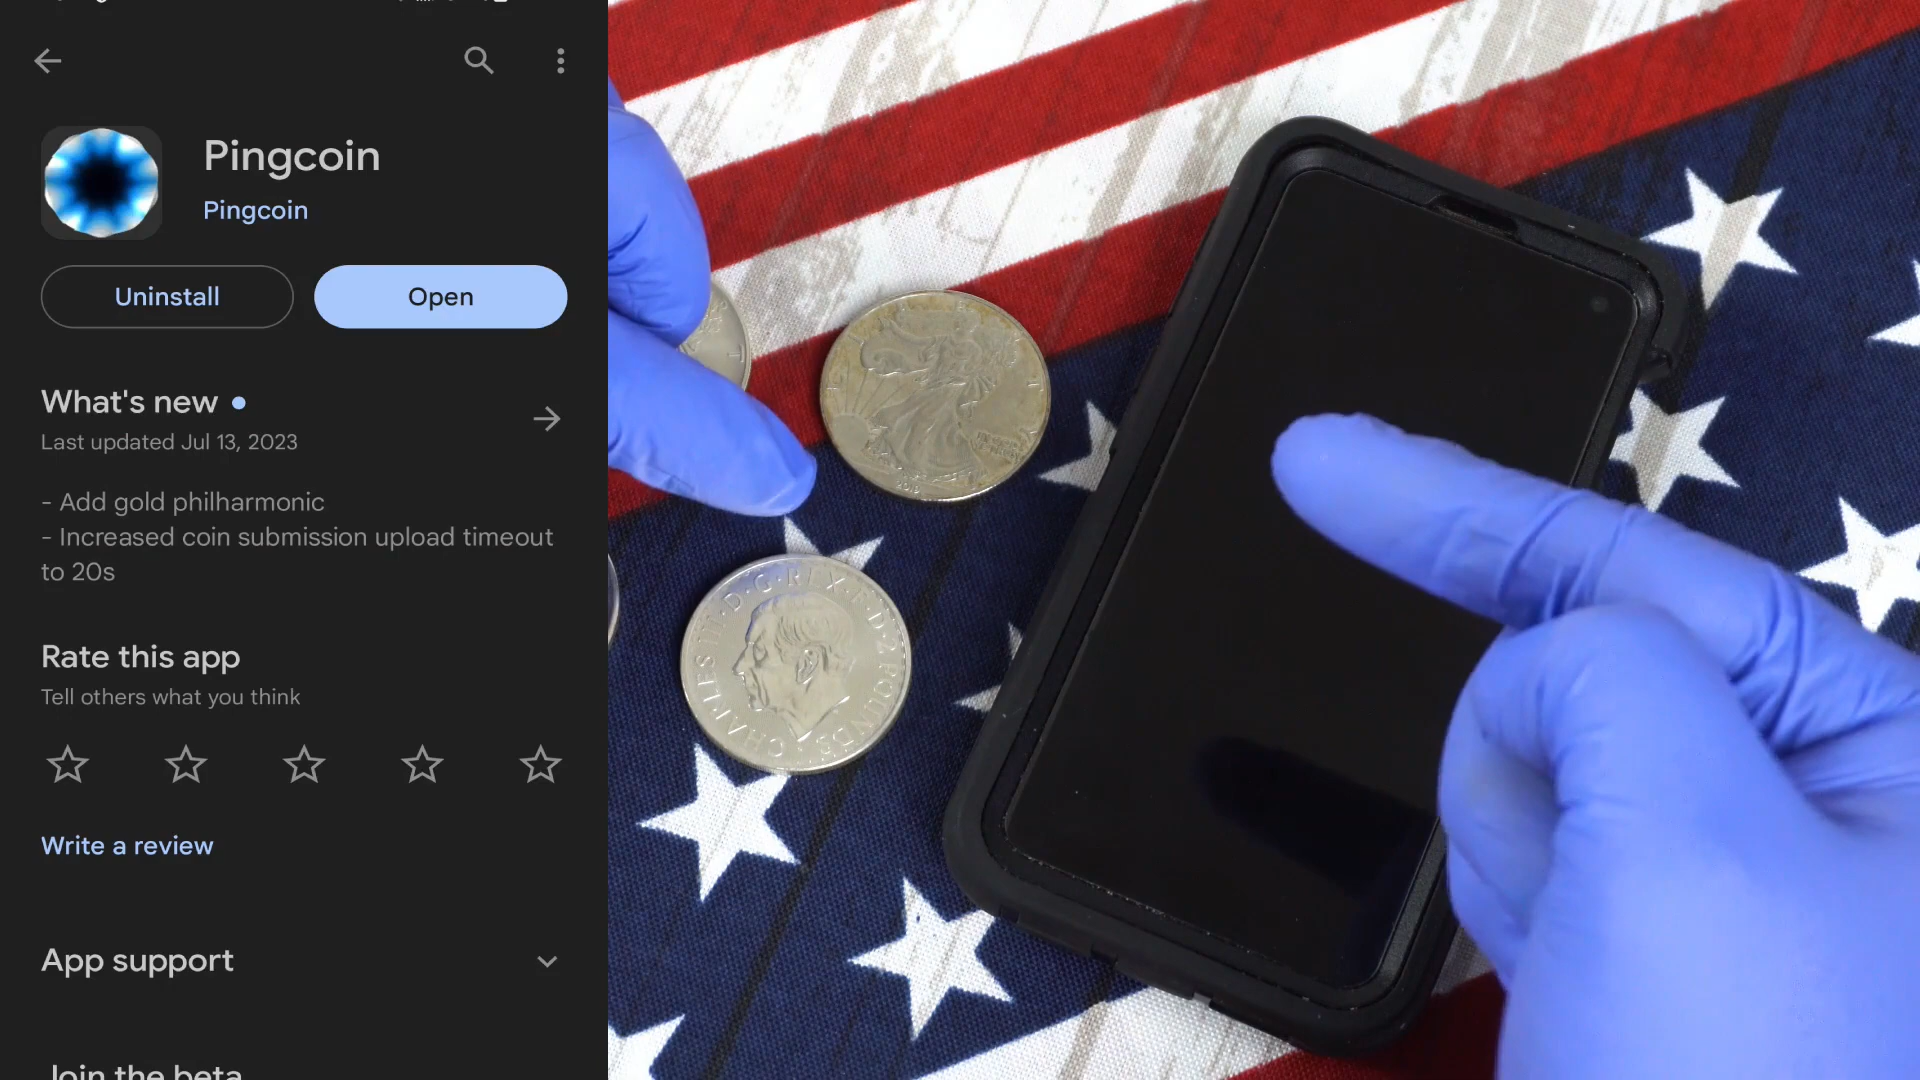 Pingcoin
Pingcoin
Uninstall
Open
What's new
Last updated Jul 13, 2023
- Add gold philharmonic
- Increased coin submission upload timeout
to 20s
Rate this app
Tell others what you think
Write a review
App support
Join the beta
CHARLES III·D·G·REX·F·D·2 POUNDS